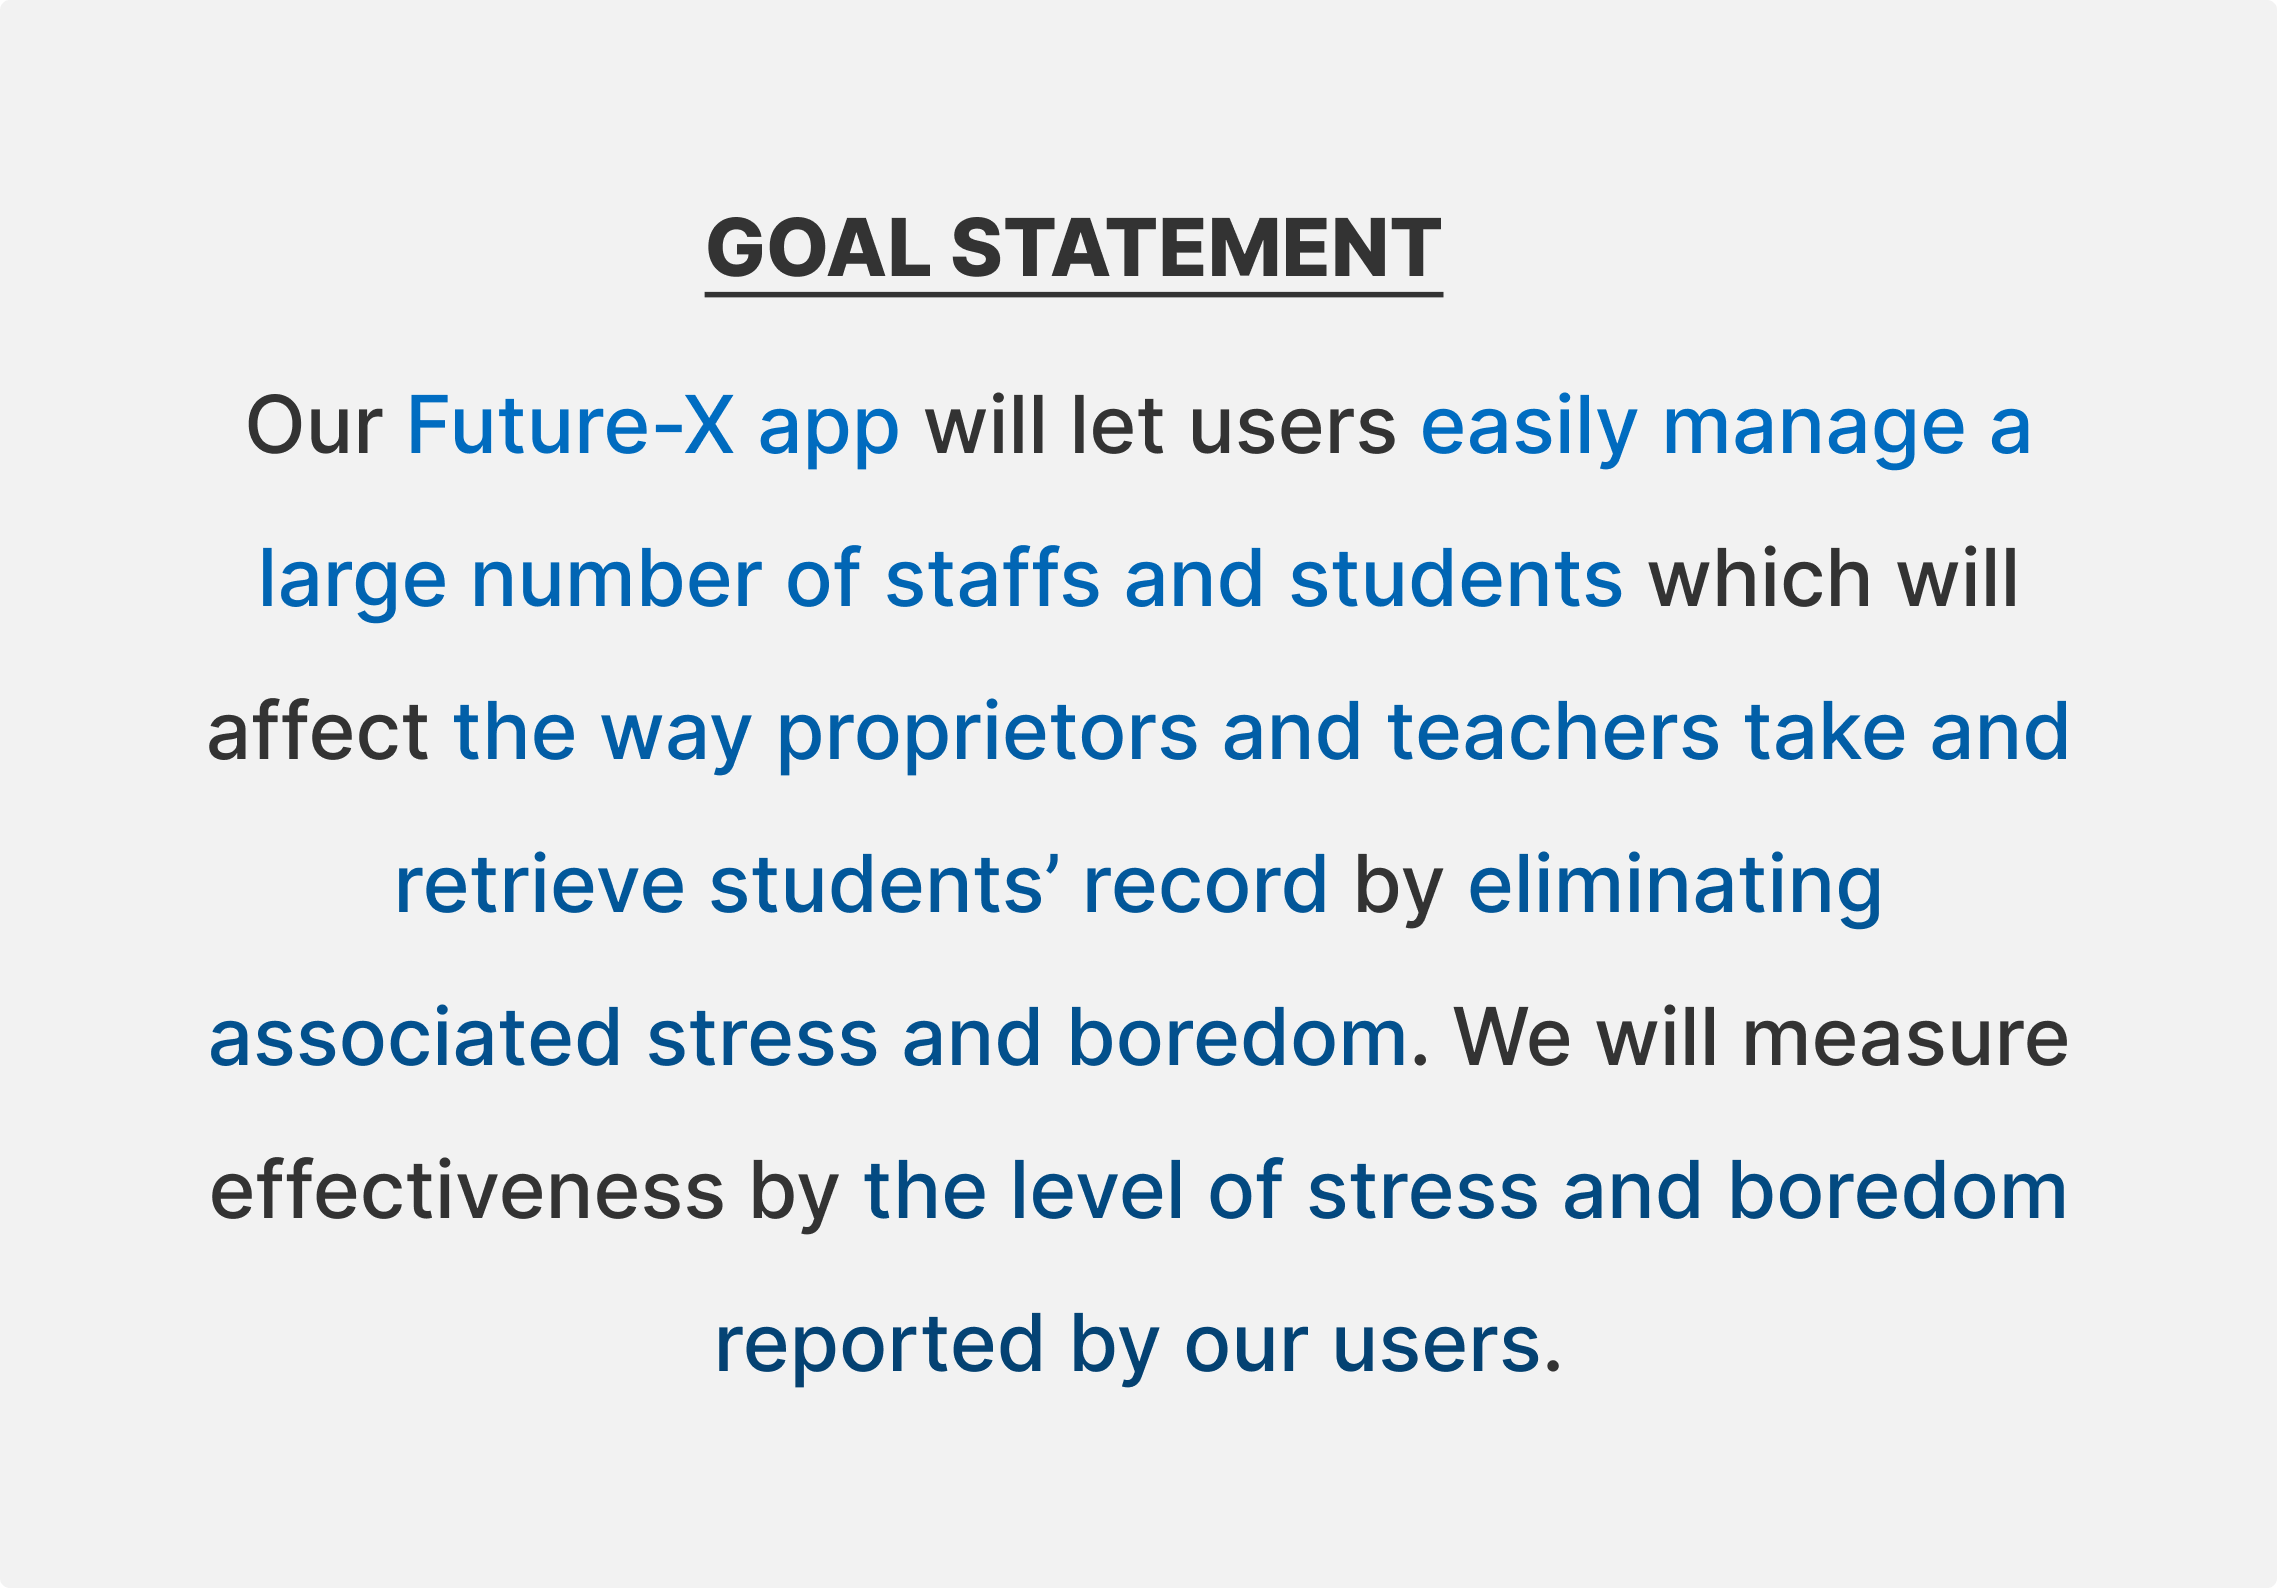 GOAL STATEMENT
Our Future-X app will let users easily manage a
large number of staffs and students which will
affect the way proprietors and teachers take and
retrieve students’ record by eliminating
associated stress and boredom. We will measure
effectiveness by the level of stress and boredom
reported by our users.